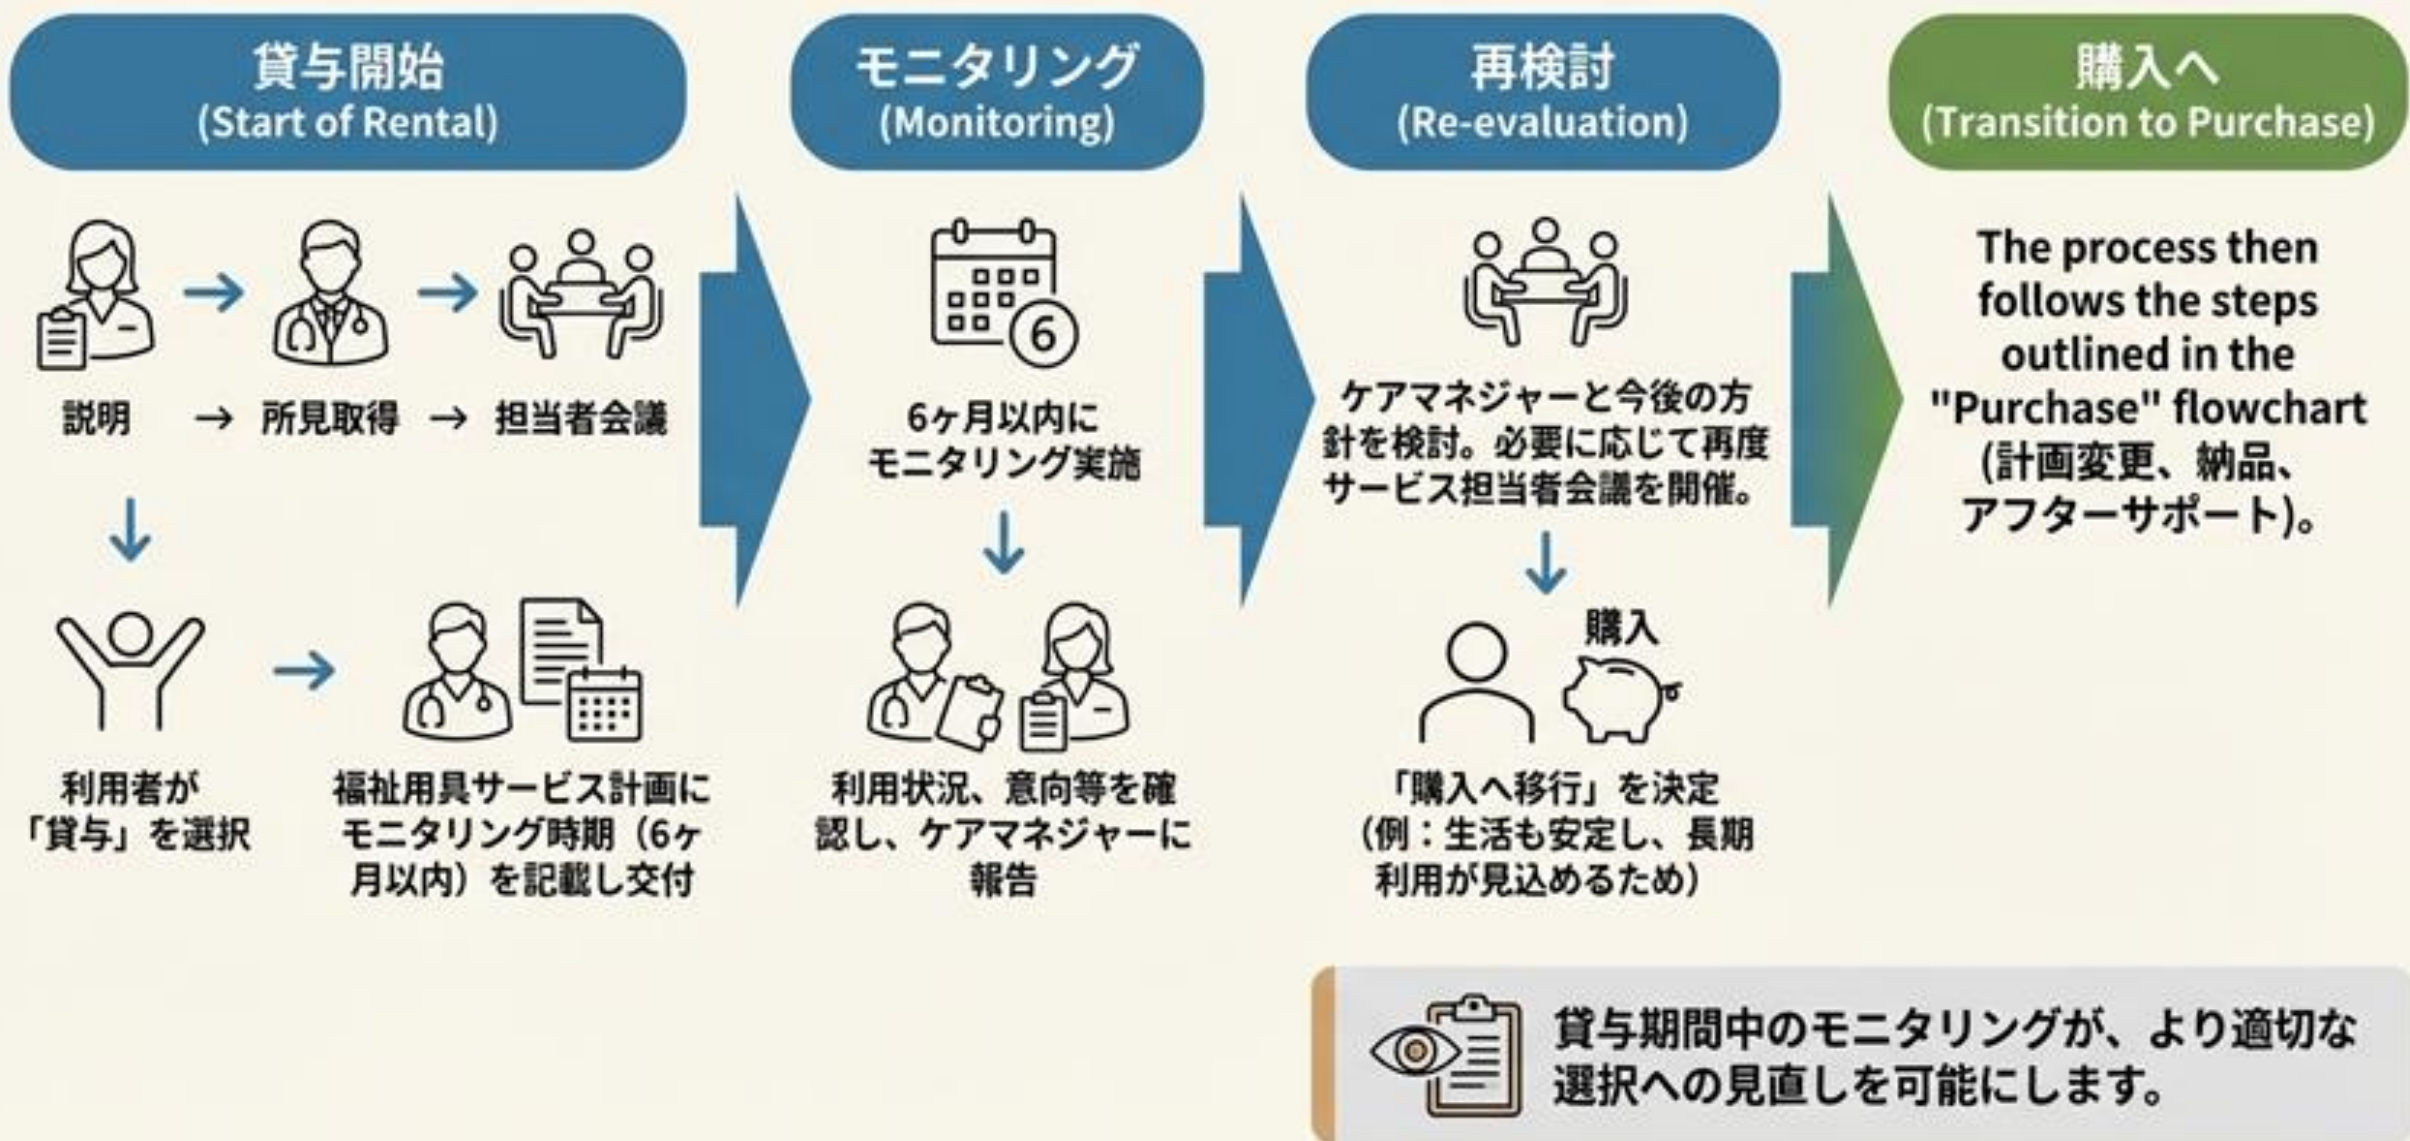 貸与開始
(Start of Rental)
説明 → 所見取得 → 担当者会議
利用者が
「貸与」を選択
福祉用具サービス計画に
モニタリング時期（6ヶ
月以内）を記載し交付
モニタリング
(Monitoring)
6
6ヶ月以内に
モニタリング実施
利用状況、意向等を確
認し、ケアマネジャーに
報告
再検討
(Re-evaluation)
ケアマネジャーと今後の方
針を検討。必要に応じて再度
サービス担当者会議を開催。
購入
「購入へ移行」を決定
（例：生活も安定し、長期
利用が見込めるため）
購入へ
(Transition to Purchase)
The process then
follows the steps
outlined in the
"Purchase" flowchart
(計画変更、納品、
アフターサポート)。
貸与期間中のモニタリングが、より適切な
選択への見直しを可能にします。